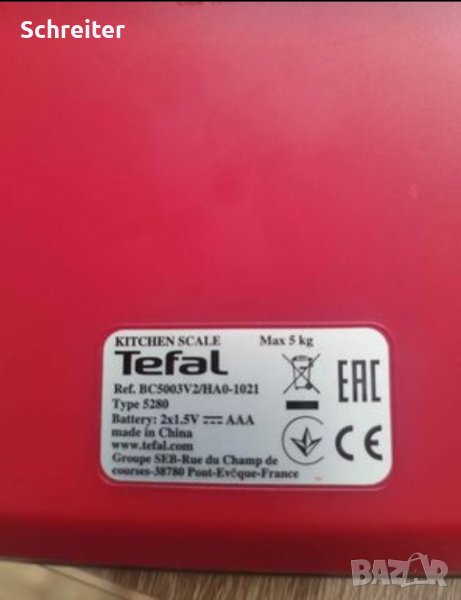 Schreiter
KITCHEN SCALE Max 5 kg
Tefal
Ref. BC5003V2/HA0-1021
Type 5280
Battery: 2x1.5V AAA
made in China
www.tefal.com
Groupe SEB-Rue du Champ de
courses-38780 Pont-Evêque-France
EAC
CE
BAZAR